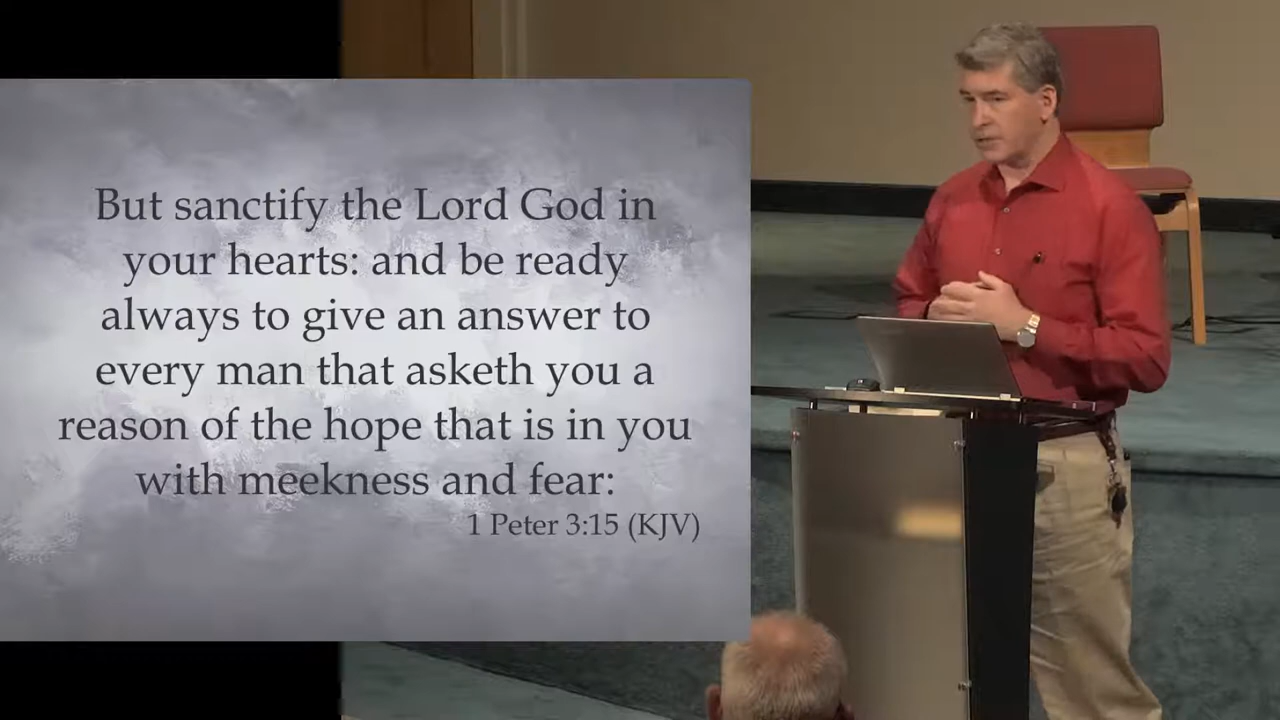 But sanctify the Lord God in
your hearts: and be ready
always to give an answer to
every man that asketh you a
reason of the hope that is in you
with meekness and fear:
1 Peter 3:15 (KJV)